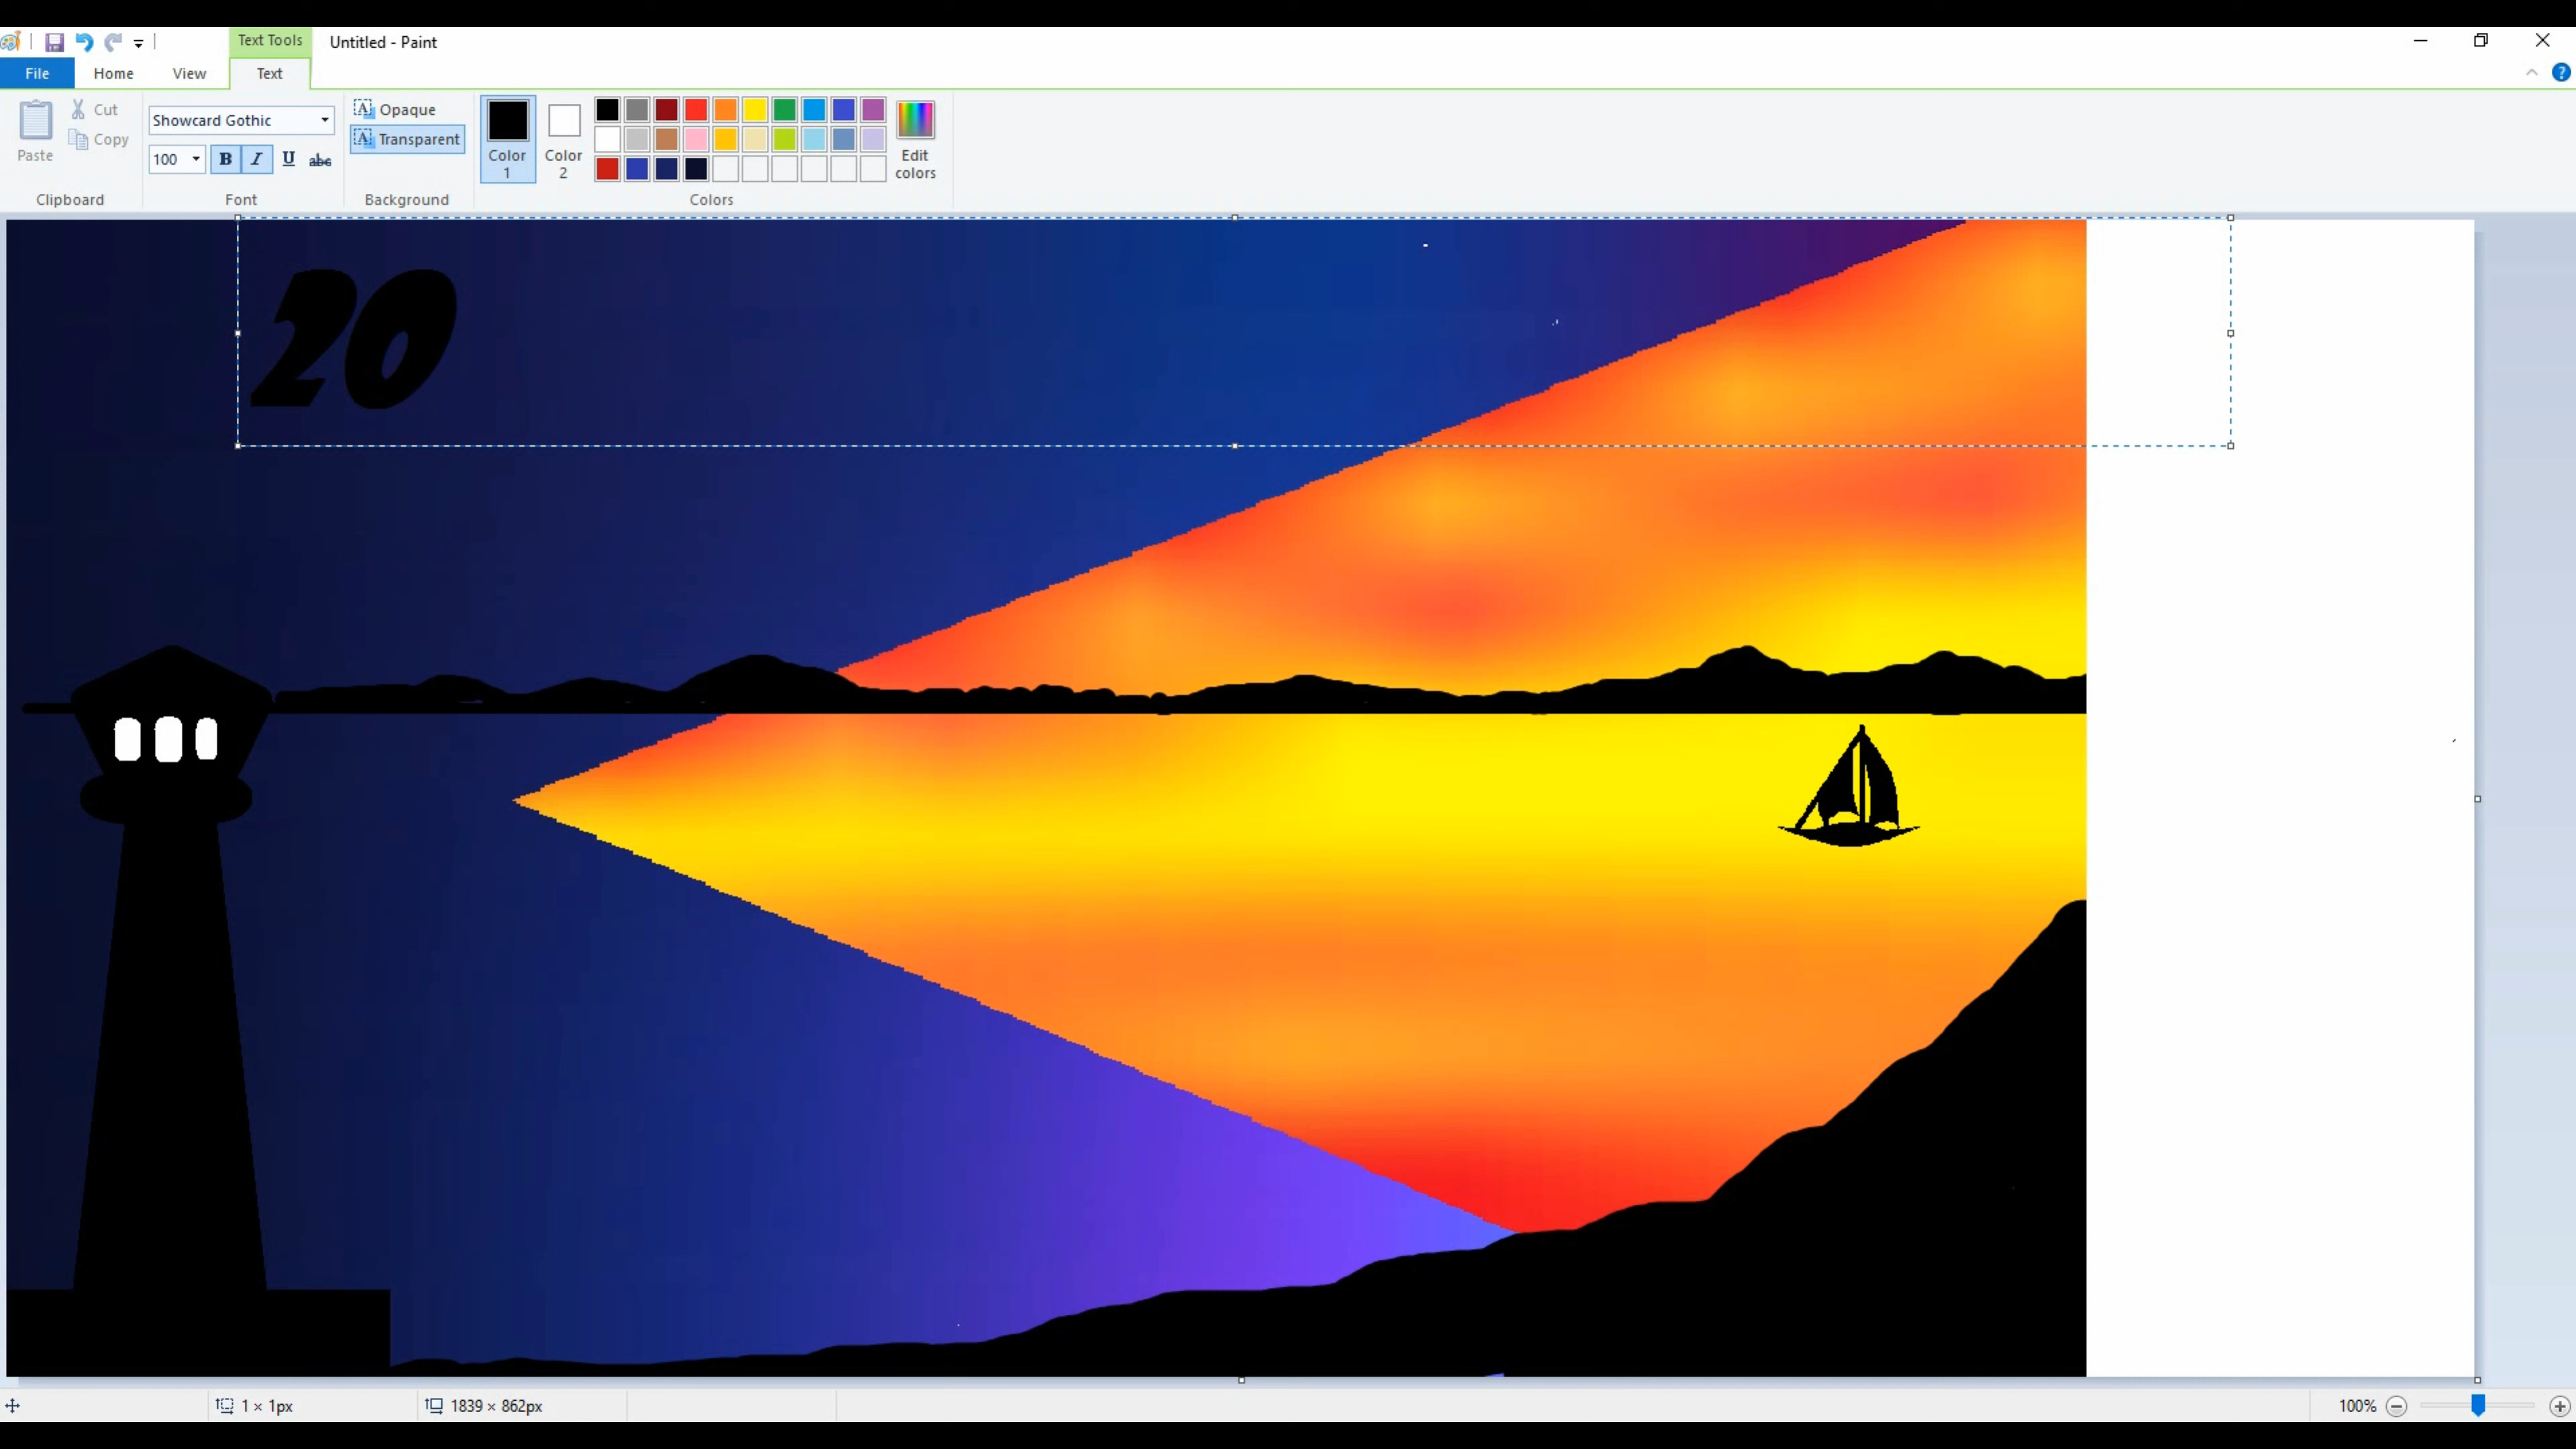 Text Tools
Untitled - Paint
File
Home
View
Text
Paste
Cut
Copy
Clipboard
Showcard Gothic
100
B
I
U
abc
Font
Opaque
Transparent
Background
Color
1
Color
2
Edit
colors
Colors
20
1 × 1px
1839 × 862px
100%